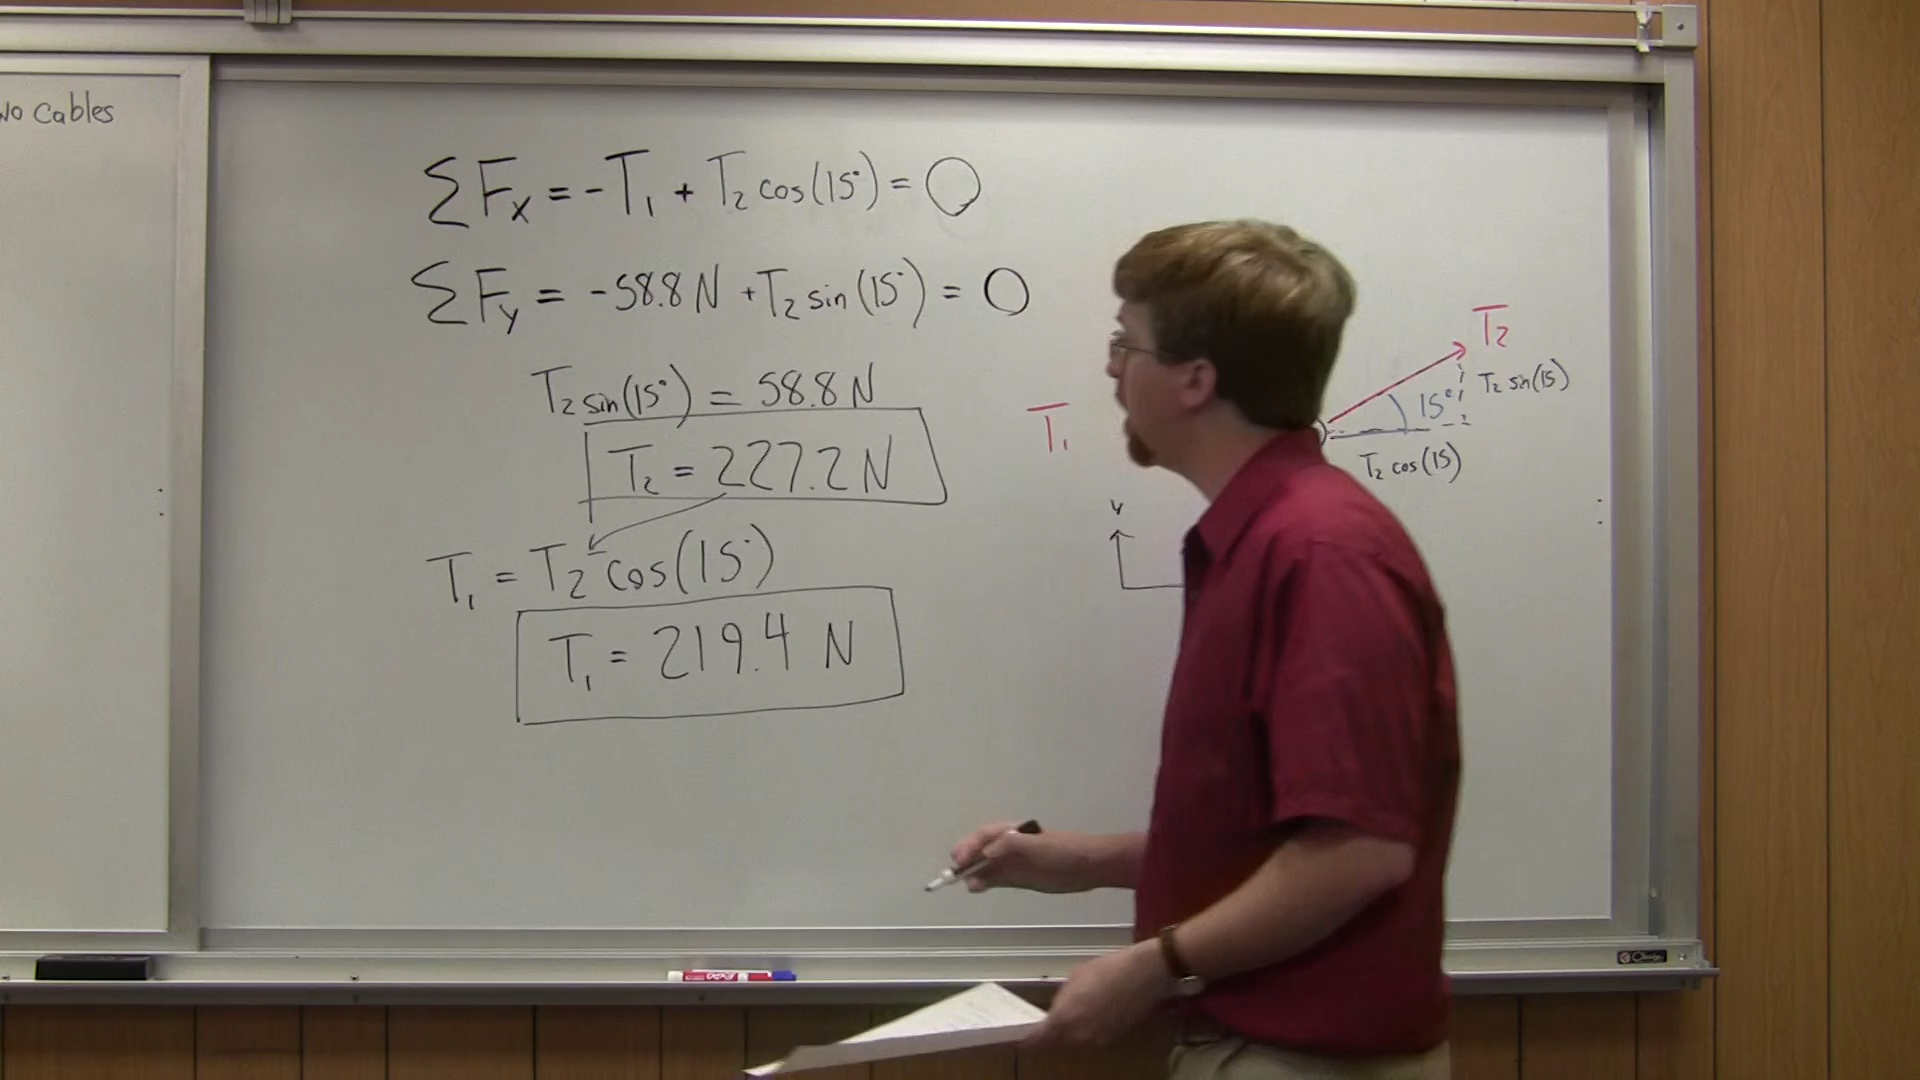 Cables
ΣFx = -T₁ + T₂ cos(15°) = 0
ΣFy = -58.8 N + T₂ sin(15°) = 0
T₂ sin(15°) = 58.8 N
T₂ = 227.2 N
T₁ = T₂ cos(15°)
T₁ = 219.4 N
T₂
T₂ sin(15)
15°
T₁
T₂ cos(15)
y